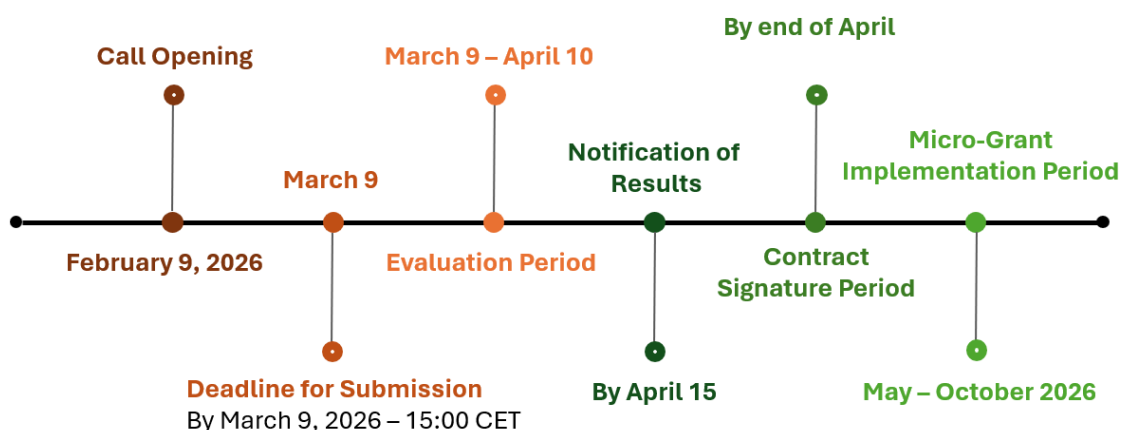 Call Opening
February 9, 2026
March 9
Deadline for Submission
By March 9, 2026 – 15:00 CET
March 9 – April 10
Evaluation Period
Notification of
Results
By April 15
By end of April
Contract
Signature Period
Micro-Grant
Implementation Period
May – October 2026